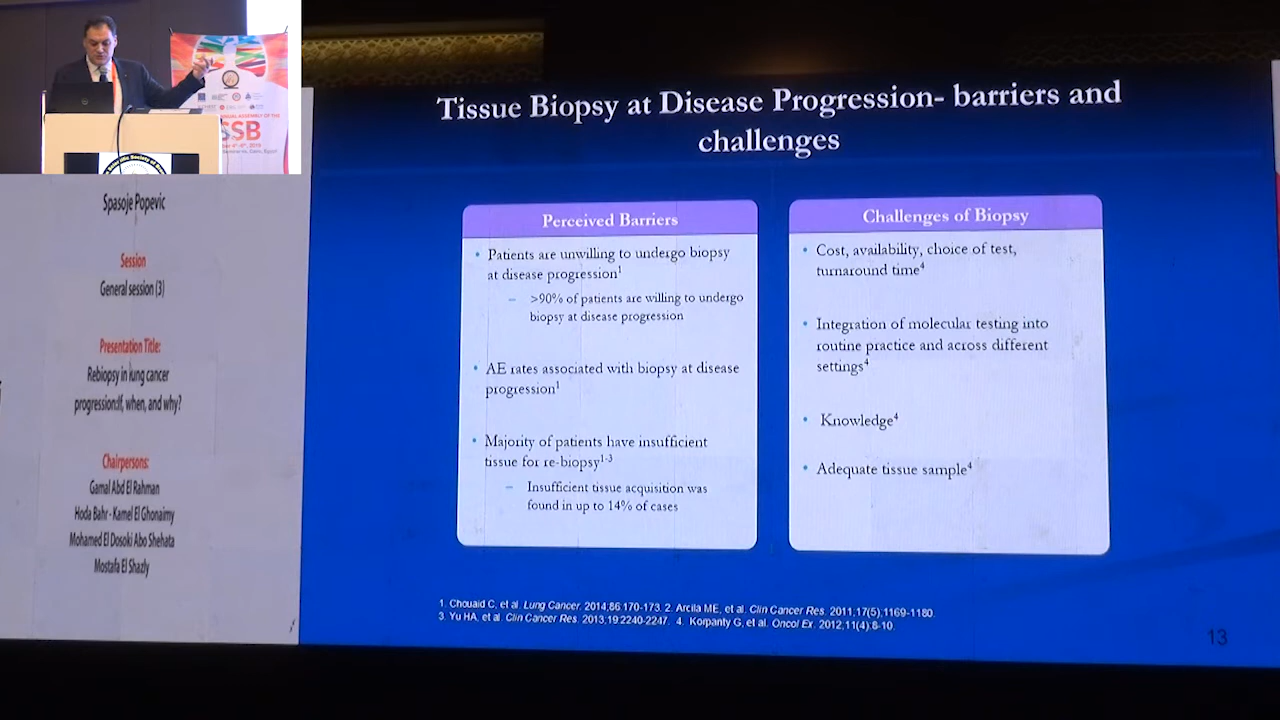 SSB
Spasoje Popevic
Session
General session (3)
Presentation Title:
Rebiopsy in lung cancer
progression:If, when, and why?
Chairpersons:
Gamal Abd El Rahman
Hoda Bahr - Kamel El Ghonaimy
Mohamed El Dosoki Abo Shehata
Mostafa El Shazly
Tissue Biopsy at Disease Progression- barriers and
challenges
Perceived Barriers
• Patients are unwilling to undergo biopsy
at disease progression1
– >90% of patients are willing to undergo
biopsy at disease progression
• AE rates associated with biopsy at disease
progression1
• Majority of patients have insufficient
tissue for re-biopsy1-3
– Insufficient tissue acquisition was
found in up to 14% of cases
Challenges of Biopsy
• Cost, availability, choice of test,
turnaround time4
• Integration of molecular testing into
routine practice and across different
settings4
• Knowledge4
• Adequate tissue sample4
1. Chouaid C, et al. Lung Cancer. 2014;86:170-173. 2. Arcila ME, et al. Clin Cancer Res. 2011;17(5):1169-1180.
3. Yu HA, et al. Clin Cancer Res. 2013;19:2240-2247. 4. Korpanty G, et al. Oncol Ex. 2012;11(4):8-10.
13